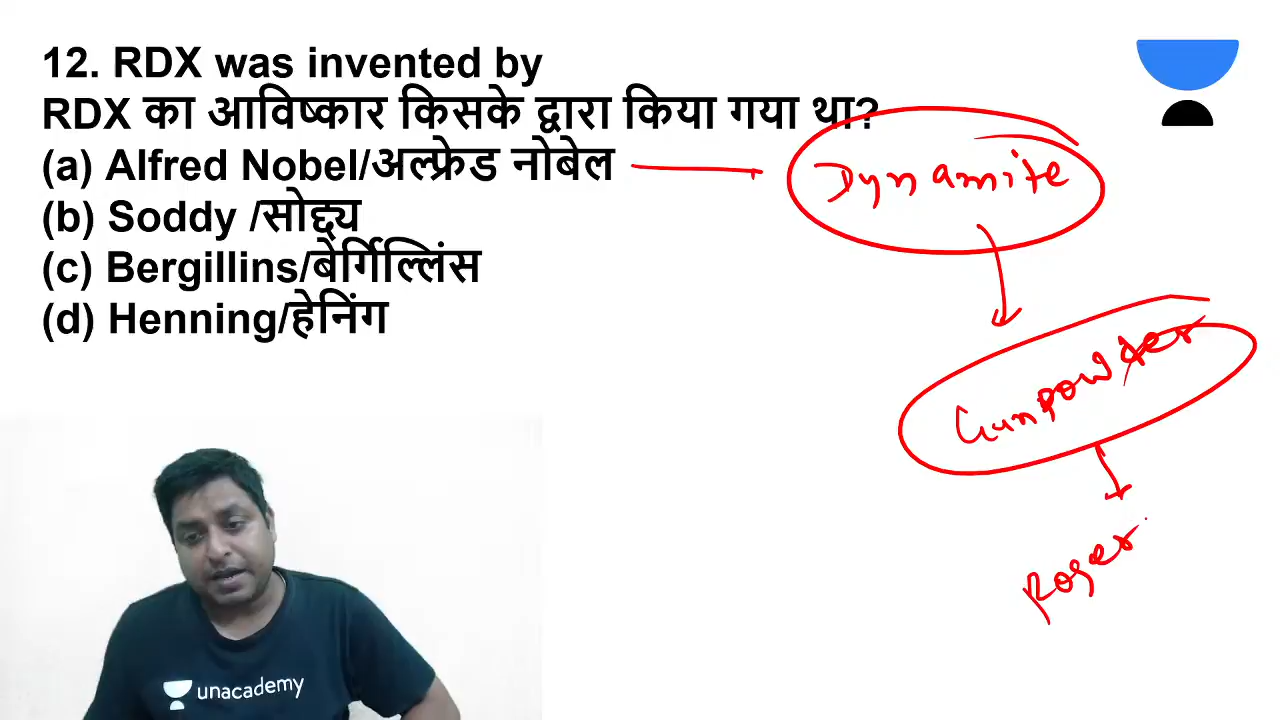 12. RDX was invented by
RDX का आविष्कार किसके द्वारा किया गया था?
(a) Alfred Nobel/अल्फ्रेड नोबेल
(b) Soddy /सोद्द्य
(c) Bergillins/बेर्गिल्लिंस
(d) Henning/हेनिंग
Dynamite
Gunpowder
Roger
unacademy